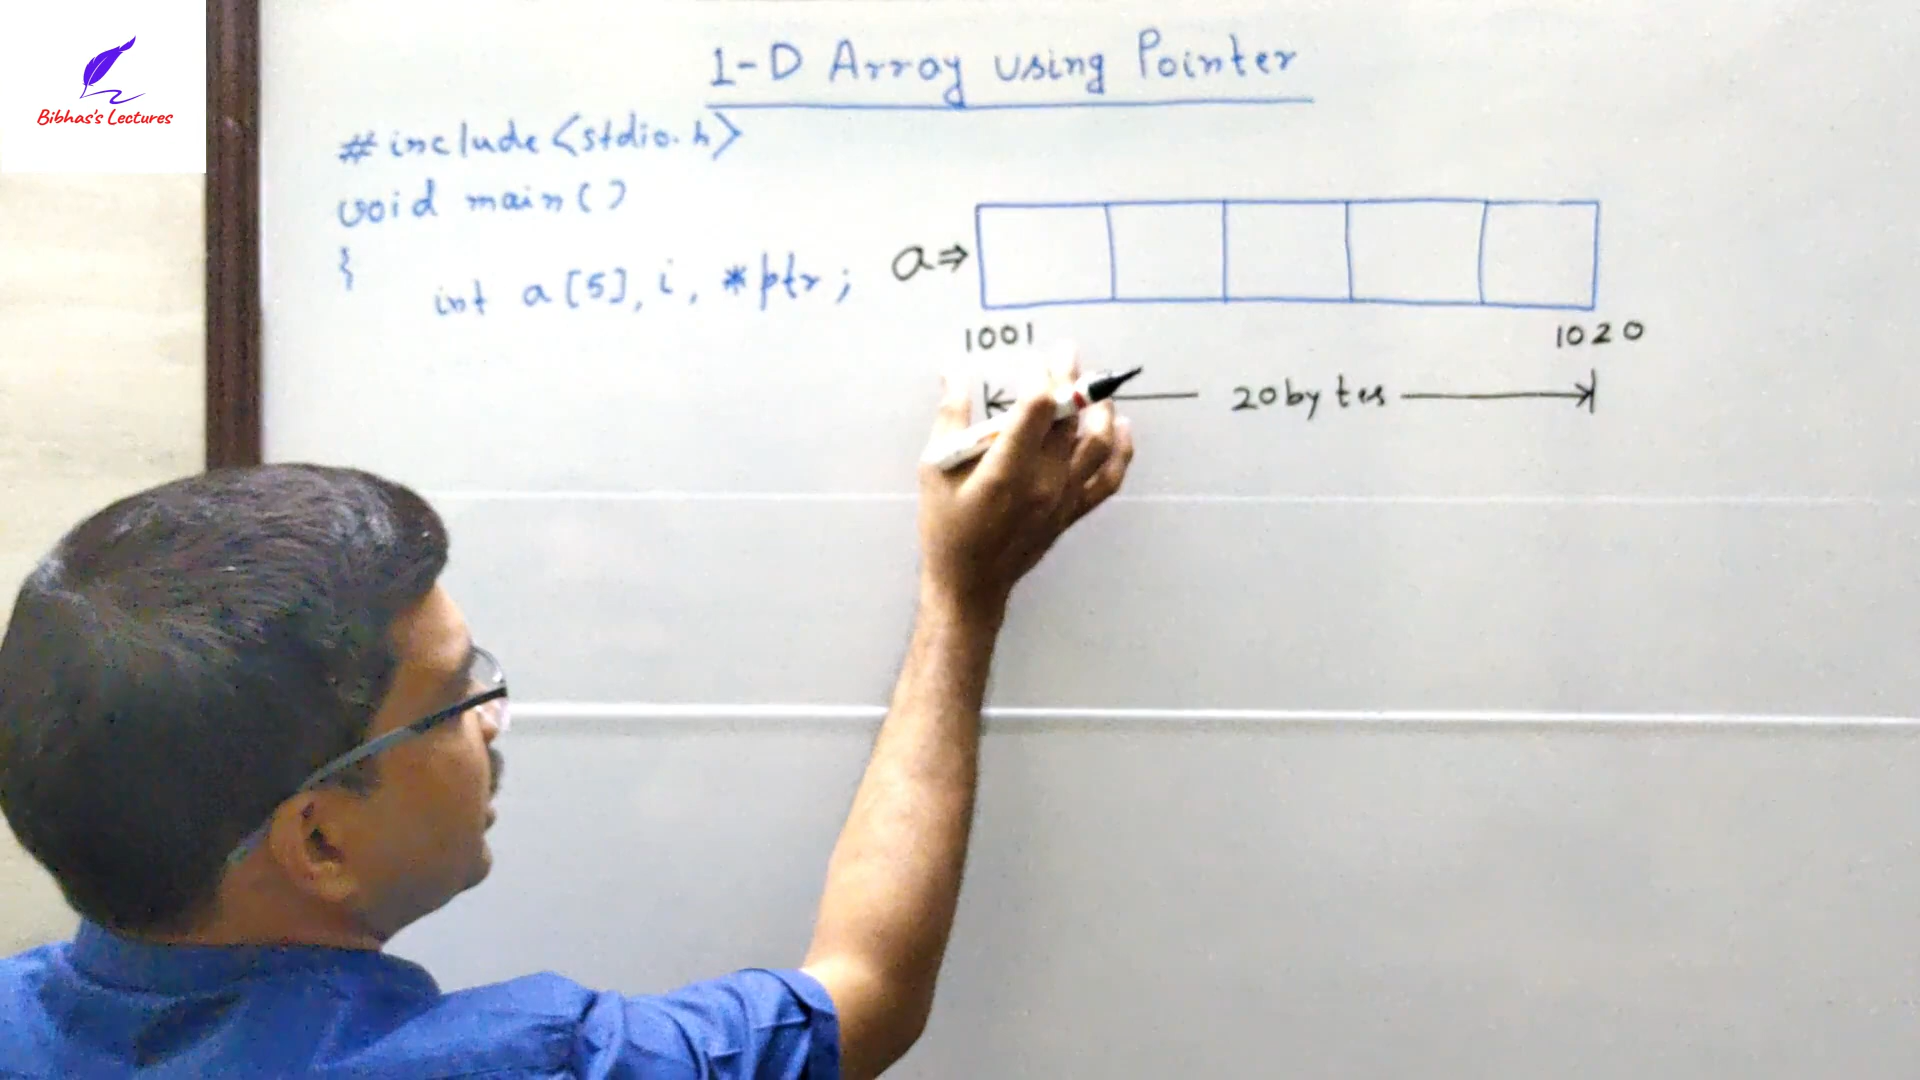 Bibhas's Lectures
1-D Array using Pointer
#include <stdio.h>
void main()
{
int a[5], i, *ptr;
a⇒
1001 1020
20bytes